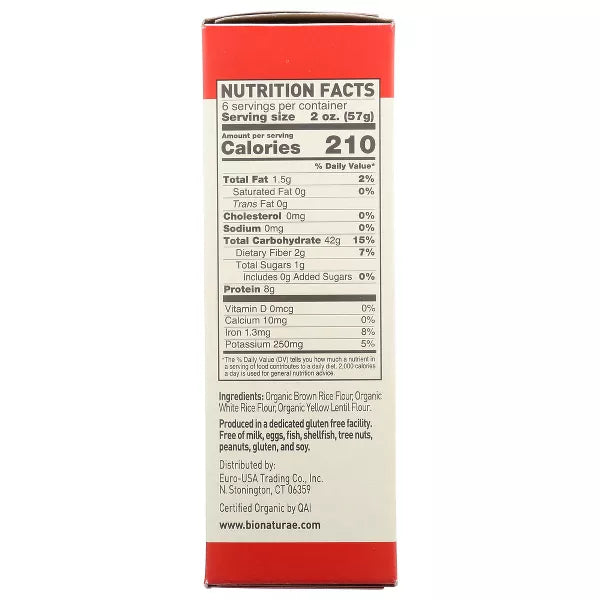 NUTRITION FACTS
6 servings per container
Serving size 2 oz. (57g)
Amount per serving
Calories 210
% Daily Value*
Total Fat 1.5g 2%
Saturated Fat 0g 0%
Trans Fat 0g
Cholesterol 0mg 0%
Sodium 0mg 0%
Total Carbohydrate 42g 15%
Dietary Fiber 2g 7%
Total Sugars 1g
Includes 0g Added Sugars 0%
Protein 8g
Vitamin D 0mcg 0%
Calcium 10mg 0%
Iron 1.3mg 8%
Potassium 250mg 5%
*The % Daily Value (DV) tells you how much a nutrient in
a serving of food contributes to a daily diet. 2,000 calories
a day is used for general nutrition advice.
Ingredients: Organic Brown Rice Flour, Organic
White Rice Flour, Organic Yellow Lentil Flour.
Produced in a dedicated gluten free facility.
Free of milk, eggs, fish, shellfish, tree nuts,
peanuts, gluten, and soy.
Distributed by:
Euro-USA Trading Co., Inc.
N. Stonington, CT 06359
Certified Organic by QAI
www.bionaturae.com